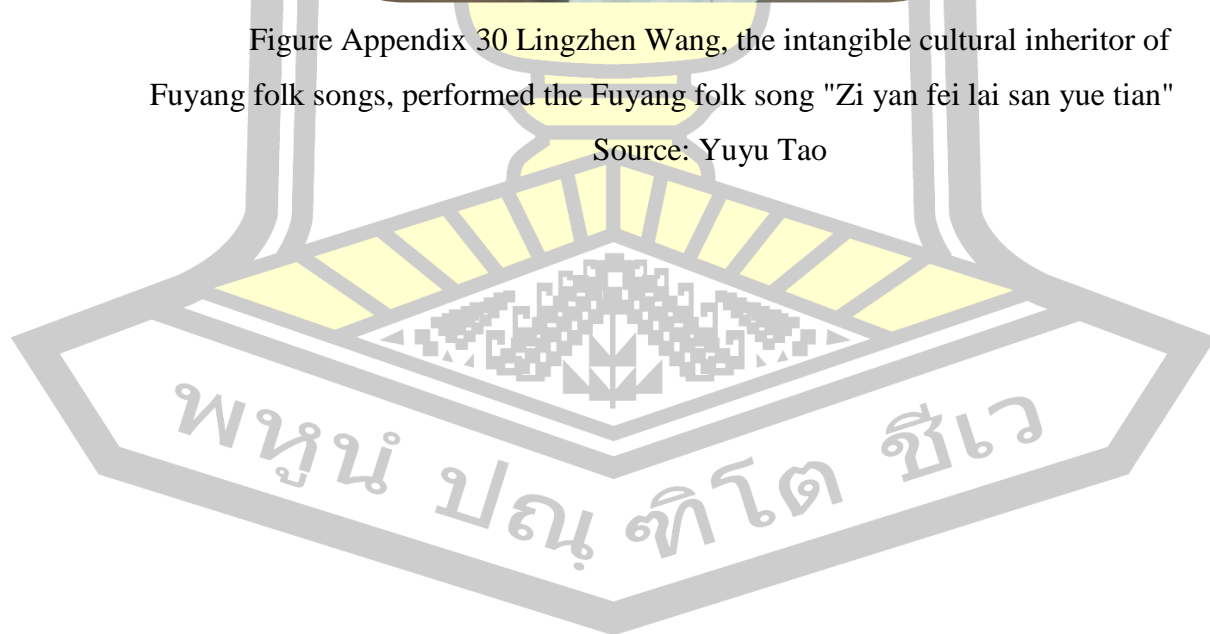 Figure Appendix 30 Lingzhen Wang, the intangible cultural inheritor of
Fuyang folk songs, performed the Fuyang folk song "Zi yan fei lai san yue tian"
Source: Yuyu Tao
พหูนํ ปณฺฑิโต ชีเว